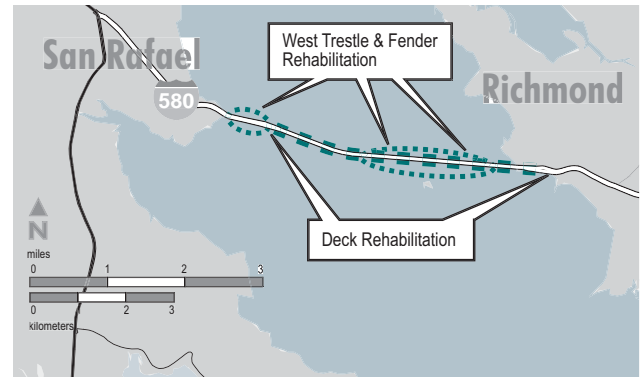 West Trestle & Fender
Rehabilitation
San Rafael
580
Richmond
Deck Rehabilitation
N
miles
0 1 2 3
0 1 2 3
kilometers